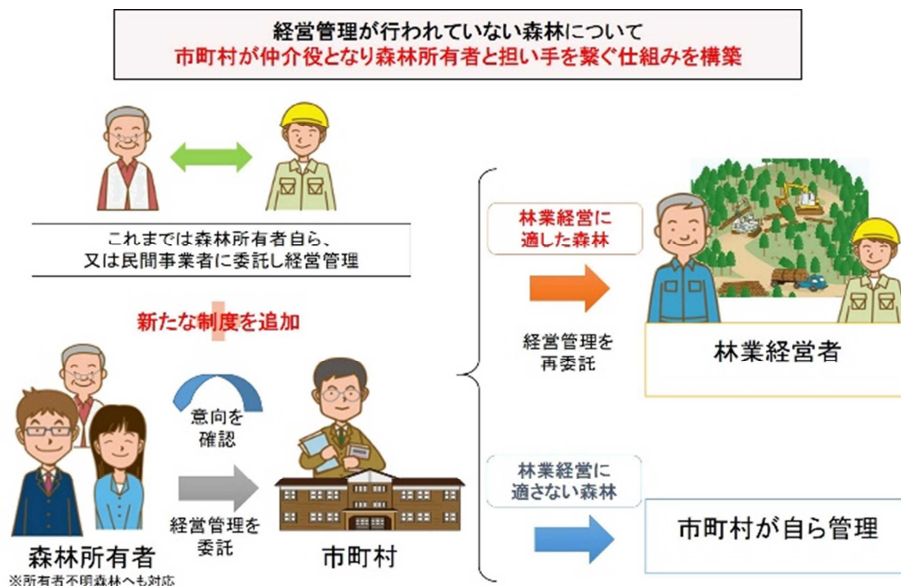 経営管理が行われていない森林について
市町村が仲介役となり森林所有者と担い手を繋ぐ仕組みを構築
これまでは森林所有者自ら、
又は民間事業者に委託し経営管理
新たな制度を追加
意向を
確認
経営管理を
委託
森林所有者
※所有者不明森林へも対応
市町村
林業経営に
適した森林
経営管理を
再委託
林業経営者
林業経営に
適さない森林
市町村が自ら管理